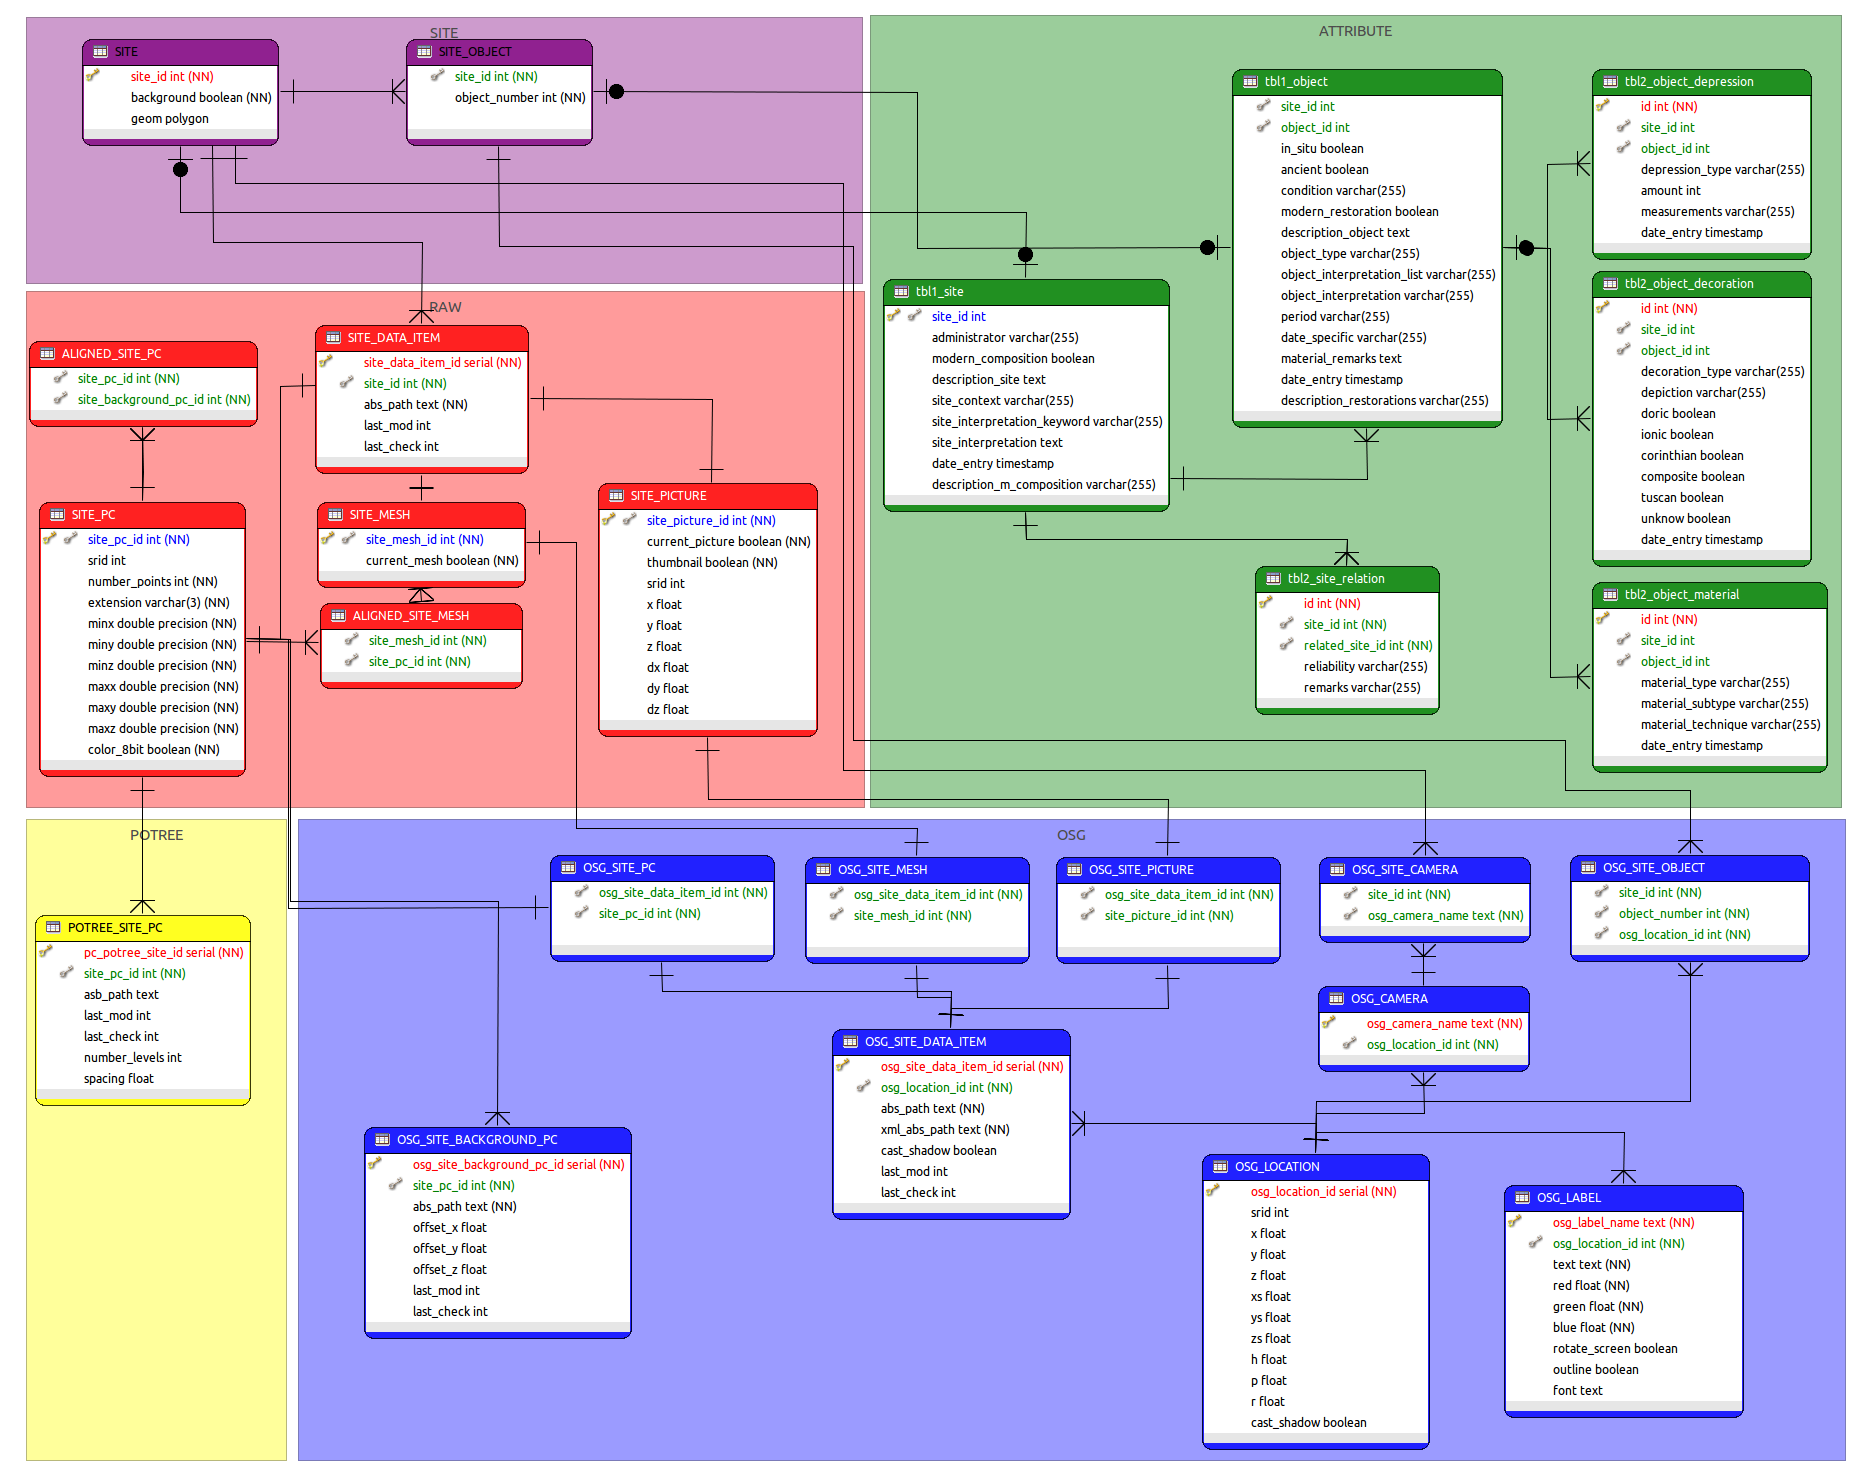 SITE
SITE
site_id int (NN)
background boolean (NN)
geom polygon
SITE_OBJECT
site_id int (NN)
object_number int (NN)
ATTRIBUTE
tbl1_object
site_id int
object_id int
in_situ boolean
ancient boolean
condition varchar(255)
modern_restoration boolean
description_object text
object_type varchar(255)
object_interpretation_list varchar(255)
object_interpretation varchar(255)
period varchar(255)
date_specific varchar(255)
material_remarks text
date_entry timestamp
description_restorations varchar(255)
tbl2_object_depression
id int (NN)
site_id int
object_id int
depression_type varchar(255)
amount int
measurements varchar(255)
date_entry timestamp
tbl2_object_decoration
id int (NN)
site_id int
object_id int
decoration_type varchar(255)
depiction varchar(255)
doric boolean
ionic boolean
corinthian boolean
composite boolean
tuscan boolean
unknow boolean
date_entry timestamp
tbl1_site
site_id int
administrator varchar(255)
modern_composition boolean
description_site text
site_context varchar(255)
site_interpretation_keyword varchar(255)
site_interpretation text
date_entry timestamp
description_m_composition varchar(255)
tbl2_site_relation
id int (NN)
site_id int (NN)
related_site_id int (NN)
reliability varchar(255)
remarks varchar(255)
tbl2_object_material
id int (NN)
site_id int
object_id int
material_type varchar(255)
material_subtype varchar(255)
material_technique varchar(255)
date_entry timestamp
RAW
ALIGNED_SITE_PC
site_pc_id int (NN)
site_background_pc_id int (NN)
SITE_DATA_ITEM
site_data_item_id serial (NN)
site_id int (NN)
abs_path text (NN)
last_mod int
last_check int
SITE_PC
site_pc_id int (NN)
srid int
number_points int (NN)
extension varchar(3) (NN)
minx double precision (NN)
miny double precision (NN)
minz double precision (NN)
maxx double precision (NN)
maxy double precision (NN)
maxz double precision (NN)
color_8bit boolean (NN)
SITE_MESH
site_mesh_id int (NN)
current_mesh boolean (NN)
ALIGNED_SITE_MESH
site_mesh_id int (NN)
site_pc_id int (NN)
SITE_PICTURE
site_picture_id int (NN)
current_picture boolean (NN)
thumbnail boolean (NN)
srid int
x float
y float
z float
dx float
dy float
dz float
POTREE
POTREE_SITE_PC
pc_potree_site_id serial (NN)
site_pc_id int (NN)
asb_path text
last_mod int
last_check int
number_levels int
spacing float
OSG
OSG_SITE_PC
osg_site_data_item_id int (NN)
site_pc_id int (NN)
OSG_SITE_MESH
osg_site_data_item_id int (NN)
site_mesh_id int (NN)
OSG_SITE_PICTURE
osg_site_data_item_id int (NN)
site_picture_id int (NN)
OSG_SITE_CAMERA
site_id int (NN)
osg_camera_name text (NN)
OSG_SITE_OBJECT
site_id int (NN)
object_number int (NN)
osg_location_id int (NN)
OSG_CAMERA
osg_camera_name text (NN)
osg_location_id int (NN)
OSG_SITE_DATA_ITEM
osg_site_data_item_id serial (NN)
osg_location_id int (NN)
abs_path text (NN)
xml_abs_path text (NN)
cast_shadow boolean
last_mod int
last_check int
OSG_SITE_BACKGROUND_PC
osg_site_background_pc_id serial (NN)
site_pc_id int (NN)
abs_path text (NN)
offset_x float
offset_y float
offset_z float
last_mod int
last_check int
OSG_LOCATION
osg_location_id serial (NN)
srid int
x float
y float
z float
xs float
ys float
zs float
h float
p float
r float
cast_shadow boolean
OSG_LABEL
osg_label_name text (NN)
osg_location_id int (NN)
text text (NN)
red float (NN)
green float (NN)
blue float (NN)
rotate_screen boolean
outline boolean
font text